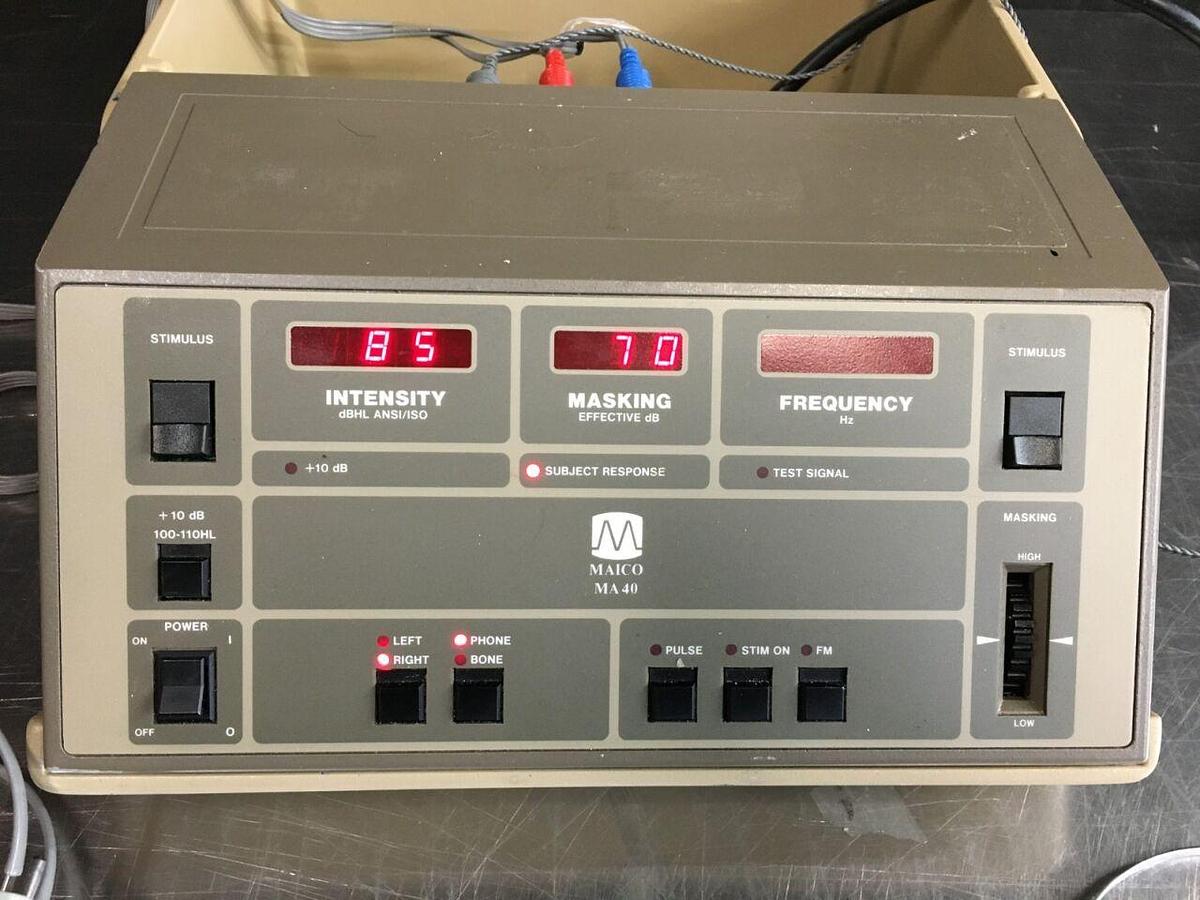 STIMULUS
85
INTENSITY
dBHL ANSI/ISO
70
MASKING
EFFECTIVE dB
FREQUENCY
Hz
STIMULUS
+10 dB
SUBJECT RESPONSE
TEST SIGNAL
+10 dB
100-110HL
MAICO
MA 40
MASKING
HIGH
LOW
POWER
ON I
OFF O
LEFT
RIGHT
PHONE
BONE
PULSE
STIM ON
FM